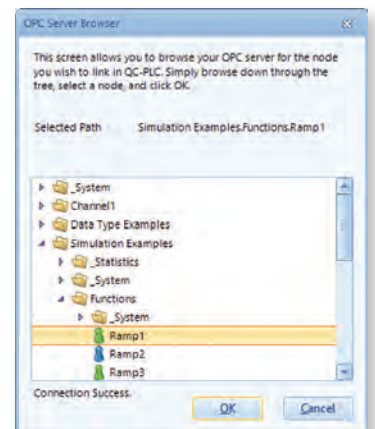 OPC Server Browser
This screen allows you to browse your OPC server for the node
you wish to link in QC-PLC. Simply browse down through the
tree, select a node, and click OK.
Selected Path Simulation Examples.Functions.Ramp1
_System
Channel1
Data Type Examples
Simulation Examples
_Statistics
_System
Functions
_System
Ramp1
Ramp2
Ramp3
Connection Success.
OK Cancel